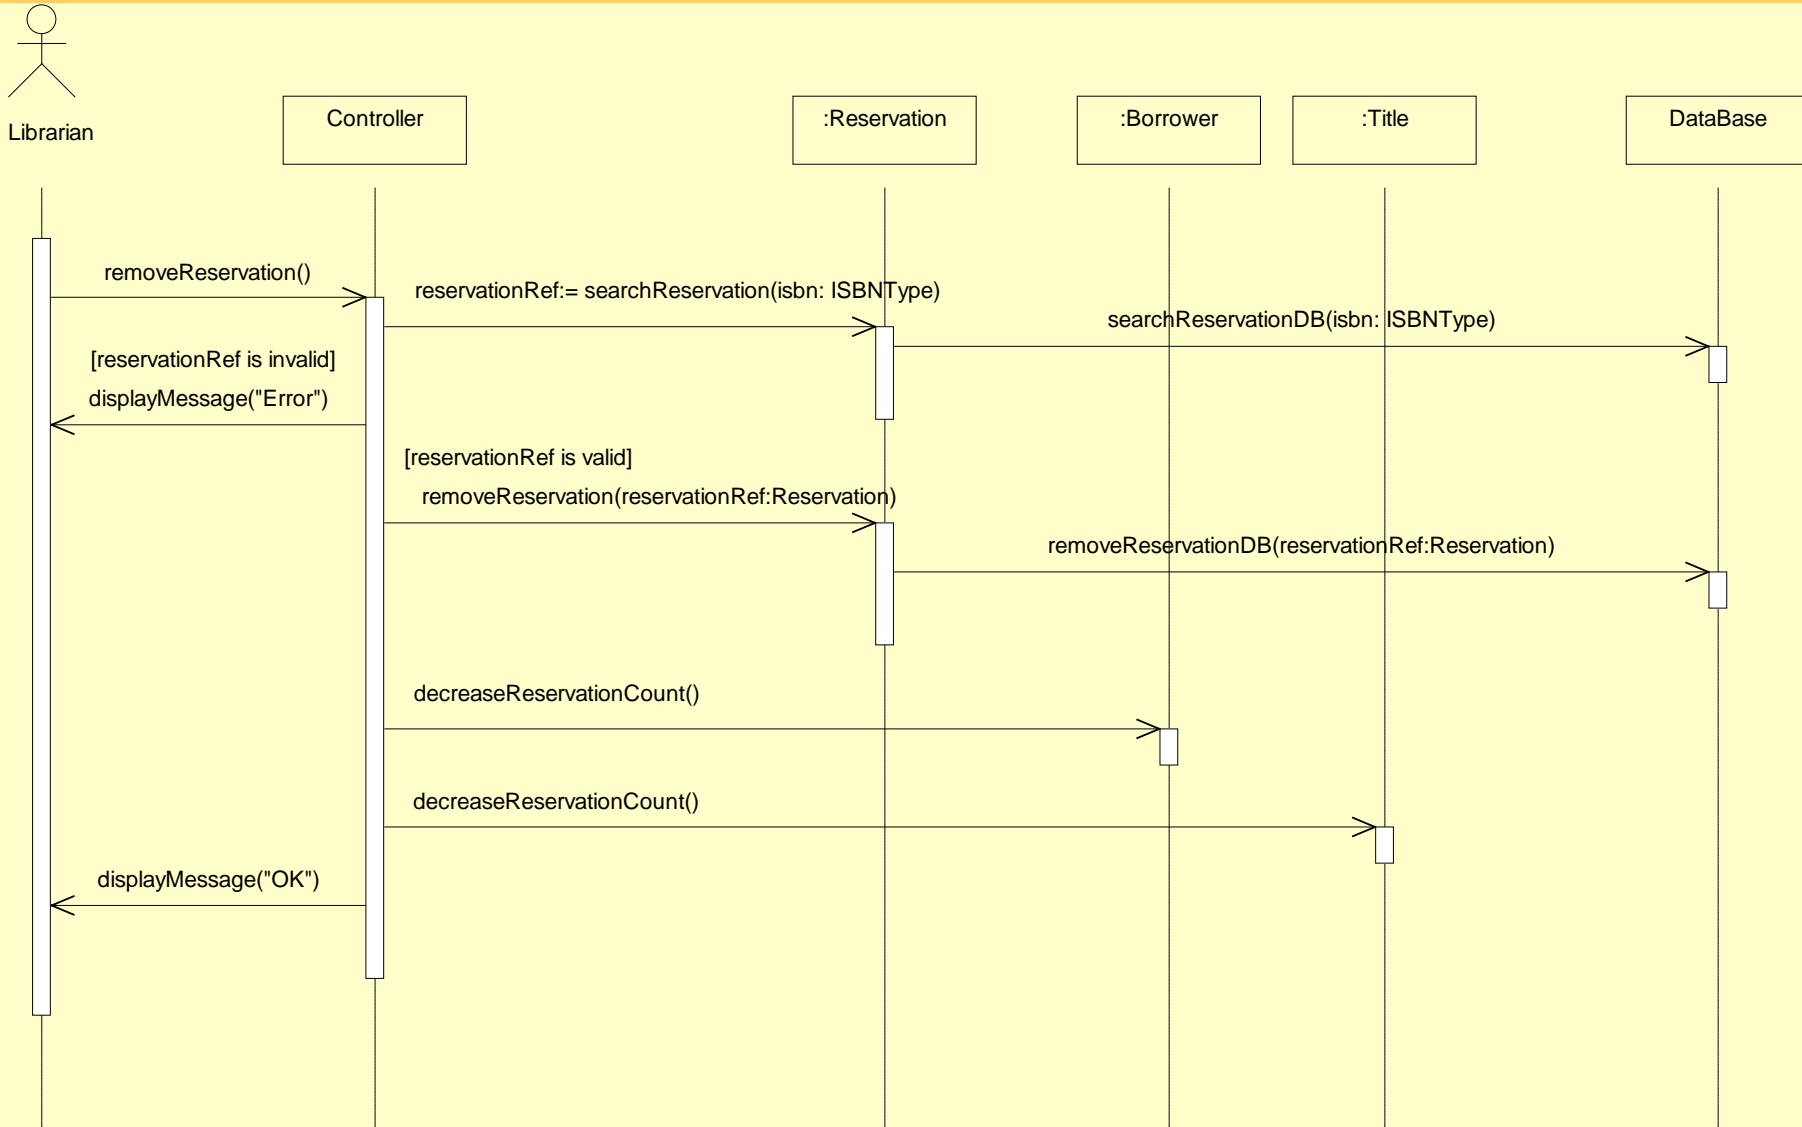 Librarian
Controller
:Reservation
:Borrower
:Title
DataBase
removeReservation()
reservationRef:= searchReservation(isbn: ISBNType)
searchReservationDB(isbn: ISBNType)
[reservationRef is invalid]
displayMessage("Error")
[reservationRef is valid]
removeReservation(reservationRef:Reservation)
removeReservationDB(reservationRef:Reservation)
decreaseReservationCount()
decreaseReservationCount()
displayMessage("OK")